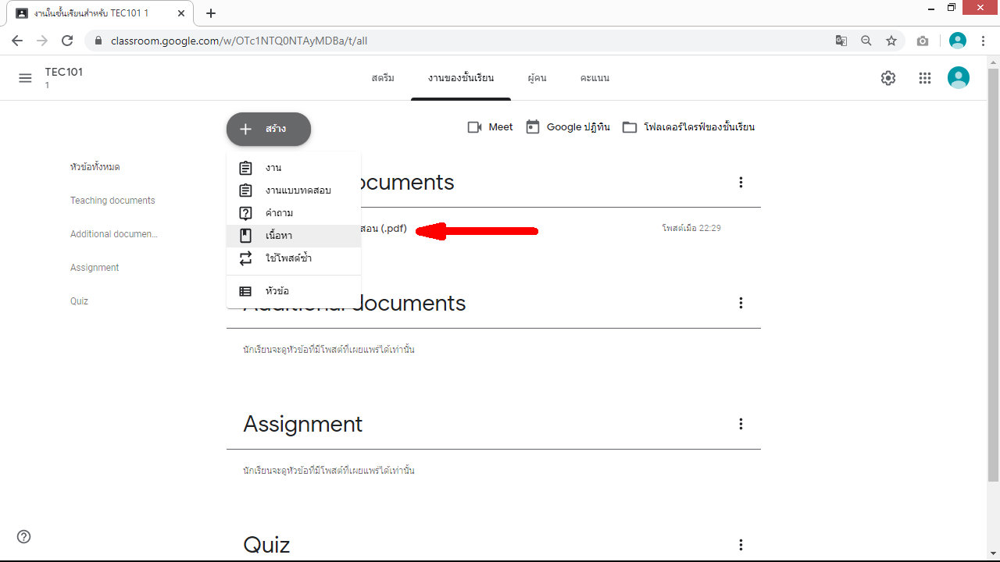 งานในชั้นเรียนสำหรับ TEC101 1
classroom.google.com/w/OTc1NTQ0NTAyMDBa/t/all
TEC101
1
สตรีม งานของชั้นเรียน ผู้คน คะแนน
สร้าง
Meet Google ปฏิทิน โฟลเดอร์ไดรฟ์ของชั้นเรียน
หัวข้อทั้งหมด
Teaching documents
Additional documen...
Assignment
Quiz
งาน
งานแบบทดสอบ
คำถาม
เนื้อหา
ใช้โพสต์ซ้ำ
หัวข้อ
ocuments
สอน (.pdf) โพสต์เมื่อ 22:29
Additional documents
นักเรียนจะดูหัวข้อที่มีโพสต์ที่เผยแพร่ได้เท่านั้น
Assignment
นักเรียนจะดูหัวข้อที่มีโพสต์ที่เผยแพร่ได้เท่านั้น
Quiz